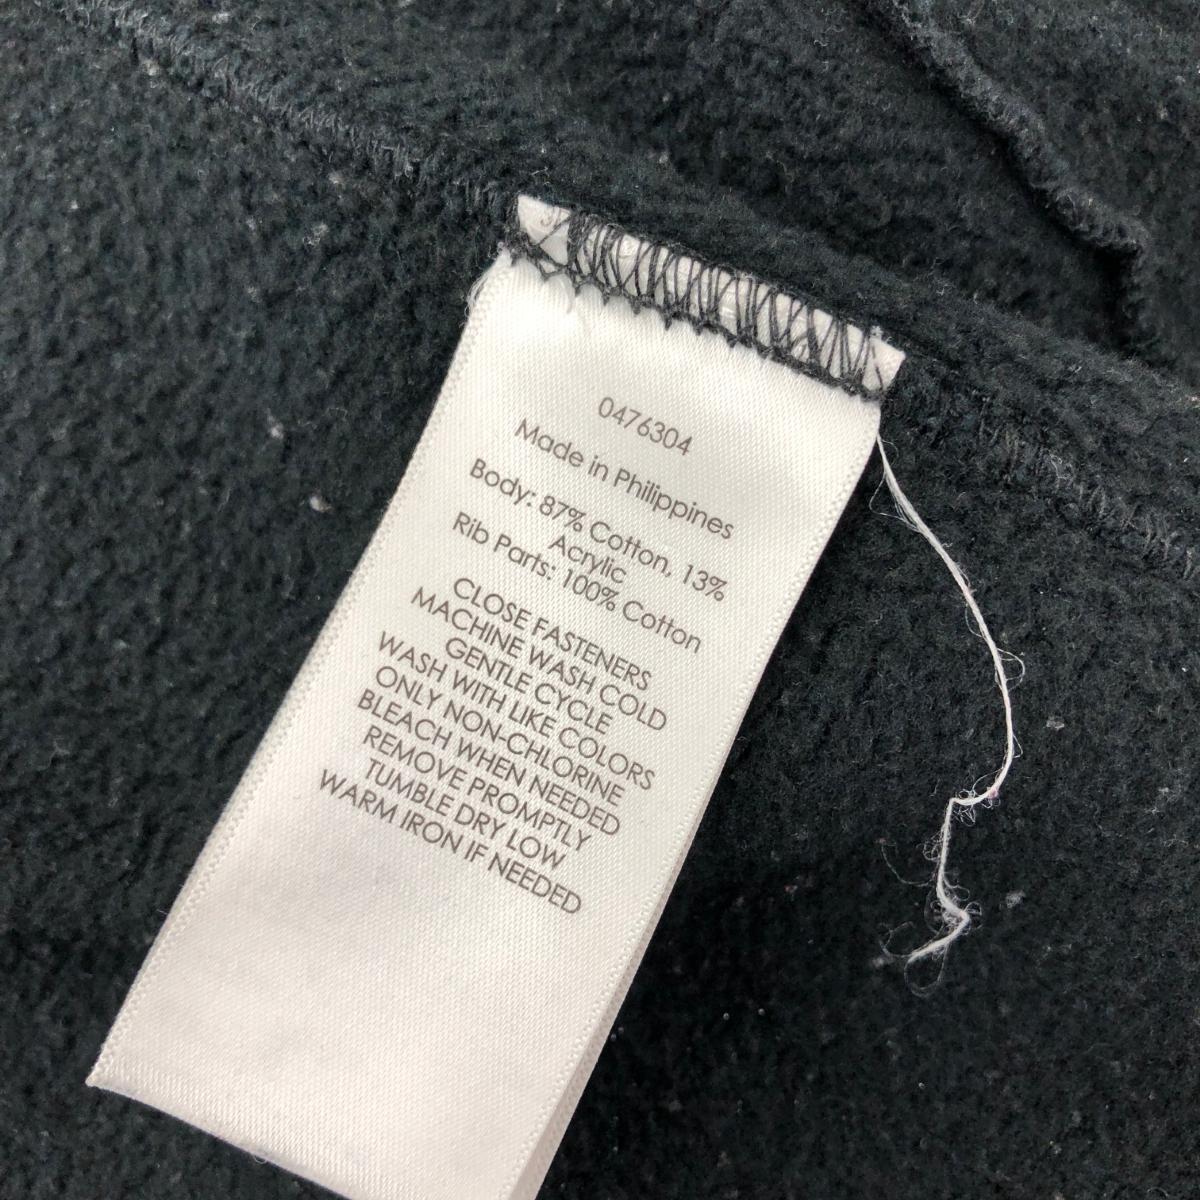 0476304
Made in Philippines
Body: 87% Cotton, 13%
Acrylic
Rib Parts: 100% Cotton
CLOSE FASTENERS
MACHINE WASH COLD
GENTLE CYCLE
WASH WITH LIKE COLORS
ONLY NON-CHLORINE
BLEACH WHEN NEEDED
REMOVE PROMPTLY
TUMBLE DRY LOW
WARM IRON IF NEEDED